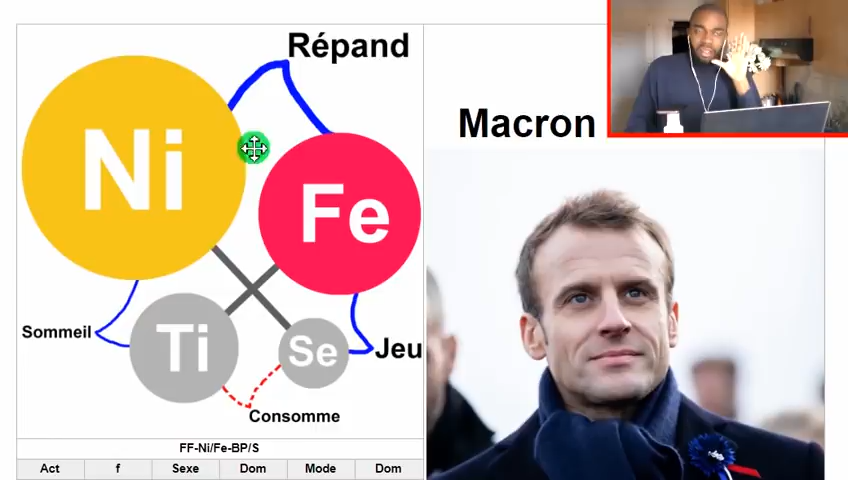 Répand
Macron
Ni
Fe
Sommeil
Ti
Se
Jeu
Consomme
FF-Ni/Fe-BP/S
Act f Sexe Dom Mode Dom